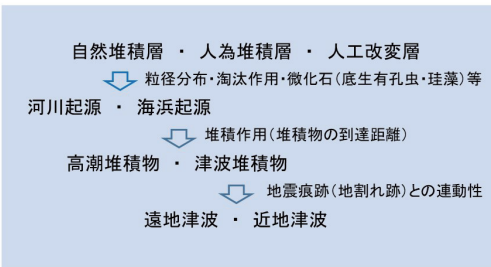 自然堆積層 ・ 人為堆積層 ・ 人工改変層
粒径分布・淘汰作用・微化石（底生有孔虫・珪藻）等
河川起源 ・ 海浜起源
堆積作用（堆積物の到達距離）
高潮堆積物 ・ 津波堆積物
地震痕跡（地割れ跡）との連動性
遠地津波 ・ 近地津波